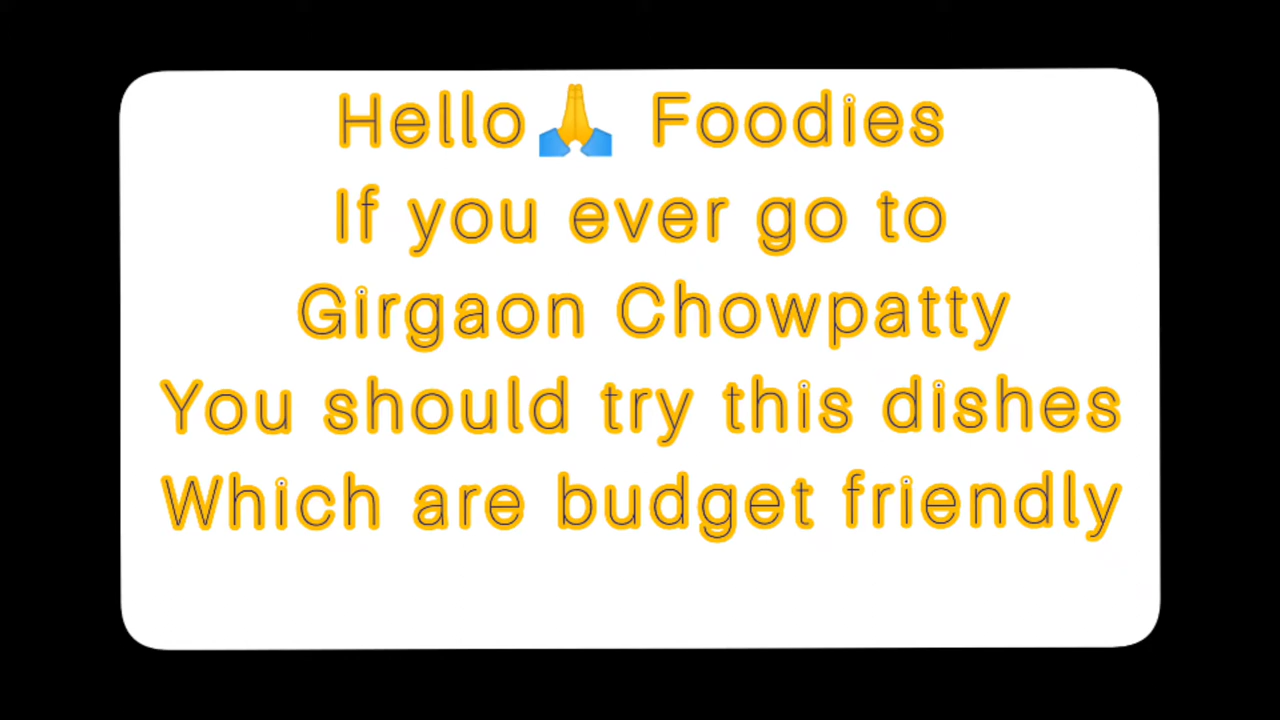 Hello🙏 Foodies
If you ever go to
Girgaon Chowpatty
You should try this dishes
Which are budget friendly